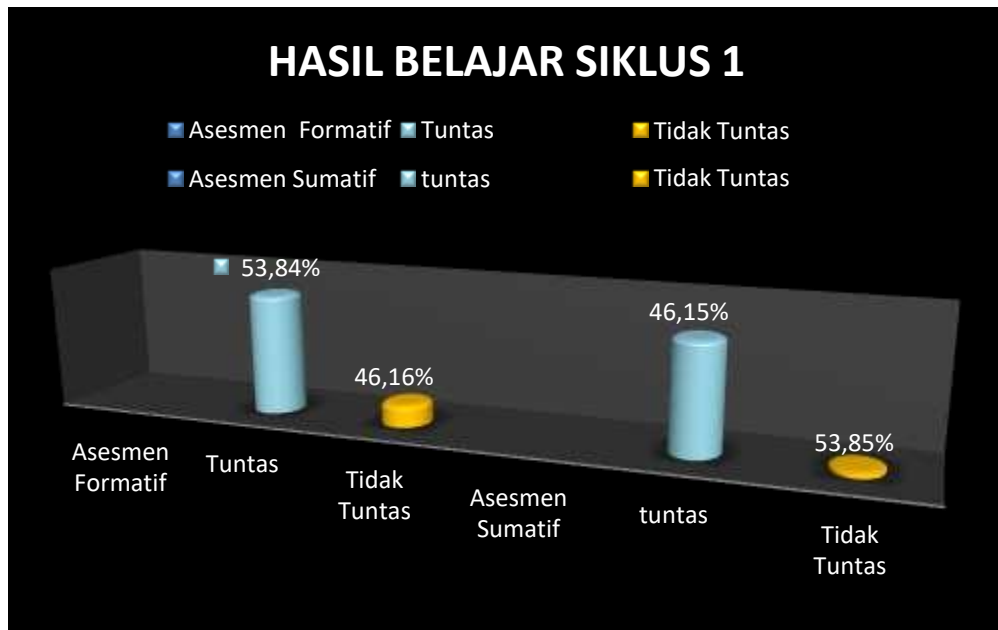 HASIL BELAJAR SIKLUS 1
Asesmen  Formatif Tuntas Tidak Tuntas
Asesmen Sumatif tuntas Tidak Tuntas
53,84%
46,16%
46,15%
53,85%
Asesmen
Formatif
Tuntas
Tidak
Tuntas
Asesmen
Sumatif
tuntas
Tidak
Tuntas